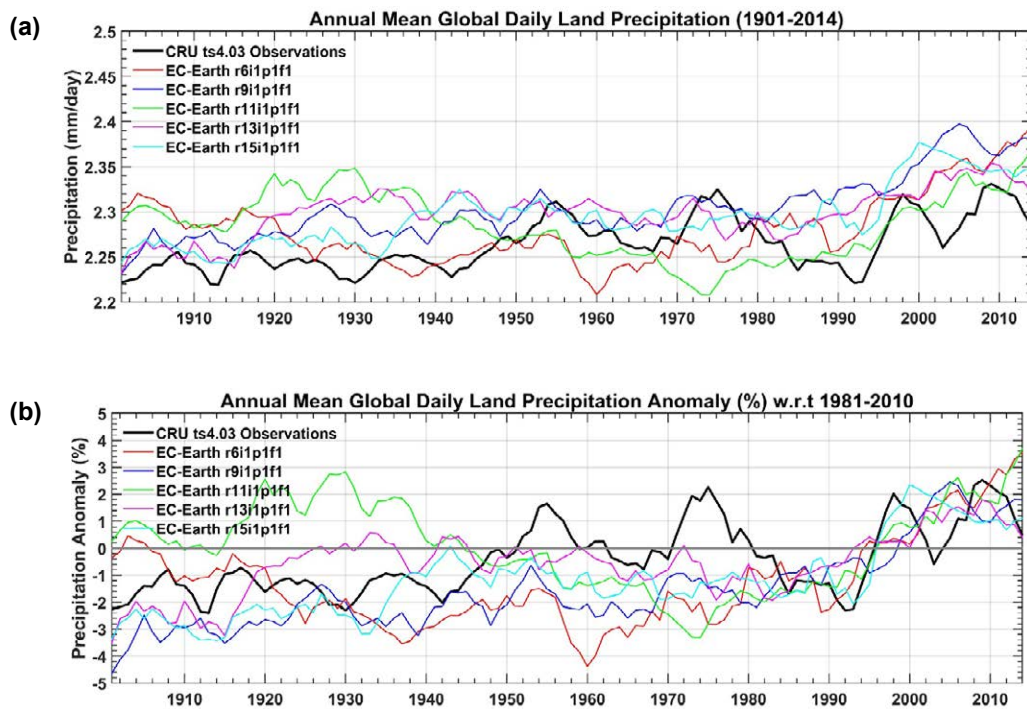 (a)
Annual Mean Global Daily Land Precipitation (1901-2014)
Precipitation (mm/day)
2.5
2.45
2.4
2.35
2.3
2.25
2.2
CRU ts4.03 Observations
EC-Earth r6i1p1f1
EC-Earth r9i1p1f1
EC-Earth r11i1p1f1
EC-Earth r13i1p1f1
EC-Earth r15i1p1f1
1910 1920 1930 1940 1950 1960 1970 1980 1990 2000 2010
(b)
Annual Mean Global Daily Land Precipitation Anomaly (%) w.r.t 1981-2010
Precipitation Anomaly (%)
5
4
3
2
1
0
-1
-2
-3
-4
-5
CRU ts4.03 Observations
EC-Earth r6i1p1f1
EC-Earth r9i1p1f1
EC-Earth r11i1p1f1
EC-Earth r13i1p1f1
EC-Earth r15i1p1f1
1910 1920 1930 1940 1950 1960 1970 1980 1990 2000 2010